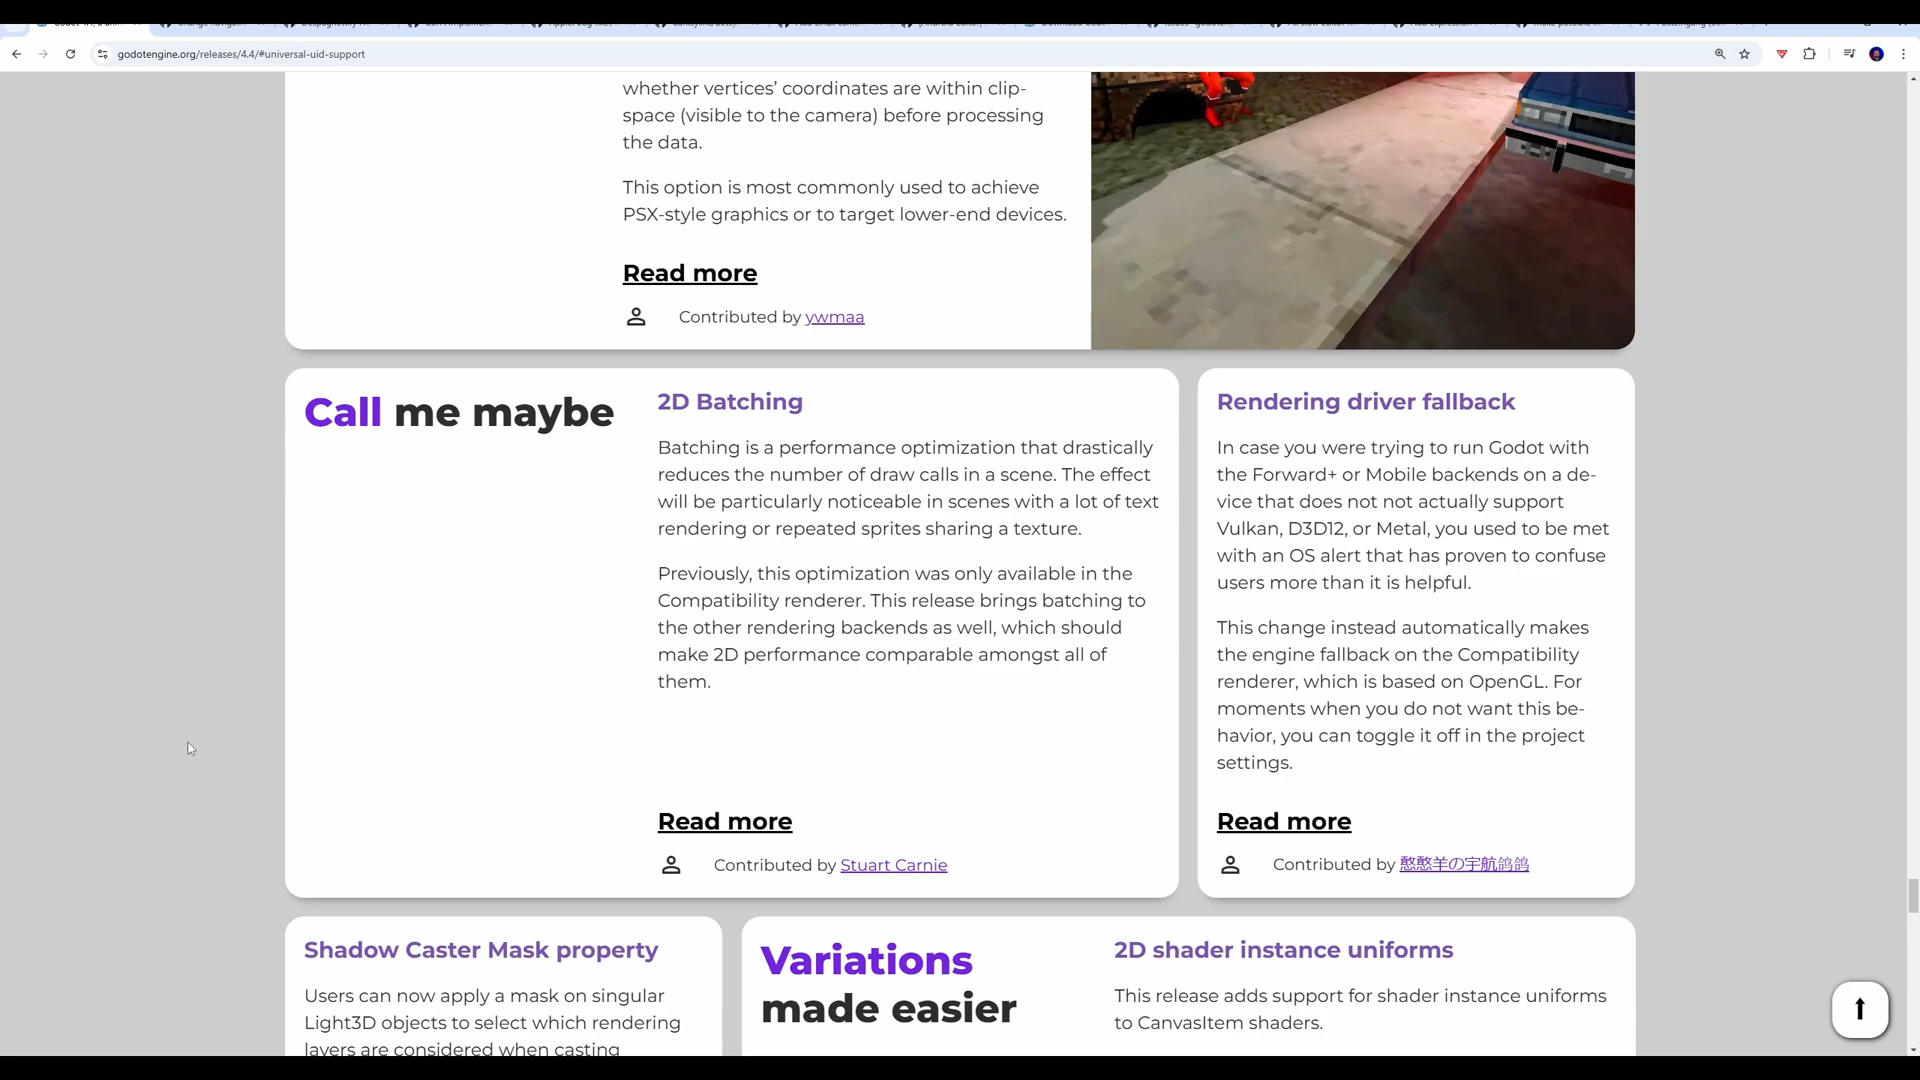 godotengine.org/releases/4.4/#universal-uid-support
whether vertices’ coordinates are within clip-
space (visible to the camera) before processing
the data.
This option is most commonly used to achieve
PSX-style graphics or to target lower-end devices.
Read more
Contributed by ywmaa
Call me maybe
2D Batching
Batching is a performance optimization that drastically
reduces the number of draw calls in a scene. The effect
will be particularly noticeable in scenes with a lot of text
rendering or repeated sprites sharing a texture.
Previously, this optimization was only available in the
Compatibility renderer. This release brings batching to
the other rendering backends as well, which should
make 2D performance comparable amongst all of
them.
Read more
Contributed by Stuart Carnie
Rendering driver fallback
In case you were trying to run Godot with
the Forward+ or Mobile backends on a de-
vice that does not not actually support
Vulkan, D3D12, or Metal, you used to be met
with an OS alert that has proven to confuse
users more than it is helpful.
This change instead automatically makes
the engine fallback on the Compatibility
renderer, which is based on OpenGL. For
moments when you do not want this be-
havior, you can toggle it off in the project
settings.
Read more
Contributed by 憨憨羊の宇航鸽鸽
Shadow Caster Mask property
Users can now apply a mask on singular
Light3D objects to select which rendering
layers are considered when casting
Variations
made easier
2D shader instance uniforms
This release adds support for shader instance uniforms
to CanvasItem shaders.